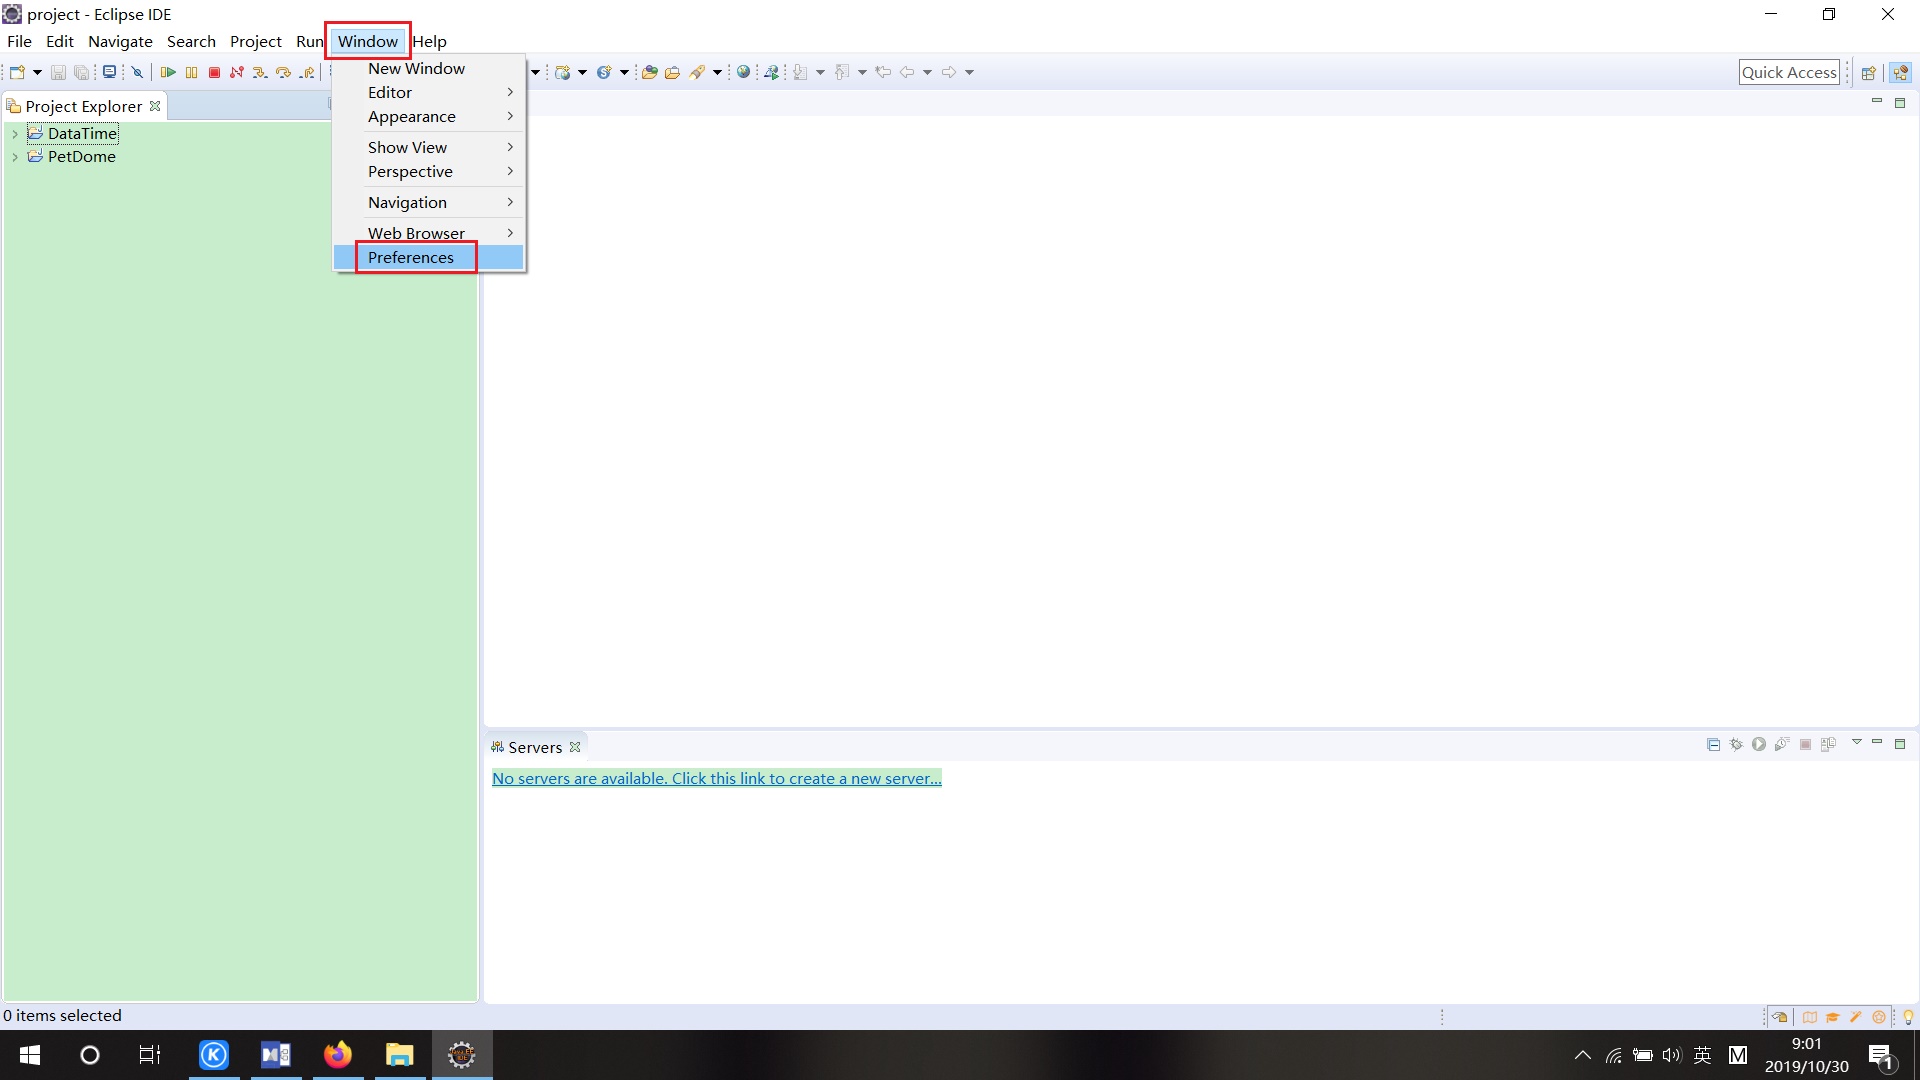 project - Eclipse IDE
File Edit Navigate Search Project Run Window Help
Quick Access
Project Explorer
DataTime
PetDome
New Window
Editor
Appearance
Show View
Perspective
Navigation
Web Browser
Preferences
Servers
No servers are available. Click this link to create a new server...
0 items selected
英 M
9:01
2019/10/30
1